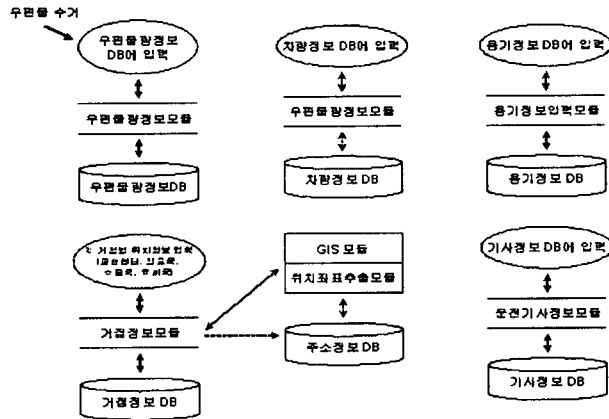 우편물 수거
우편물량정보
DB에 입력
우편물량정보모듈
우편물량정보DB
차량정보 DB에 입력
우편물량정보모듈
차량정보 DB
용기정보DB에 입력
용기정보입력모듈
용기정보 DB
거점정보모듈
거점정보 DB
GIS 모듈
위치좌표추출모듈
주소정보 DB
기사정보 DB에 입력
운전기사정보모듈
기사정보 DB